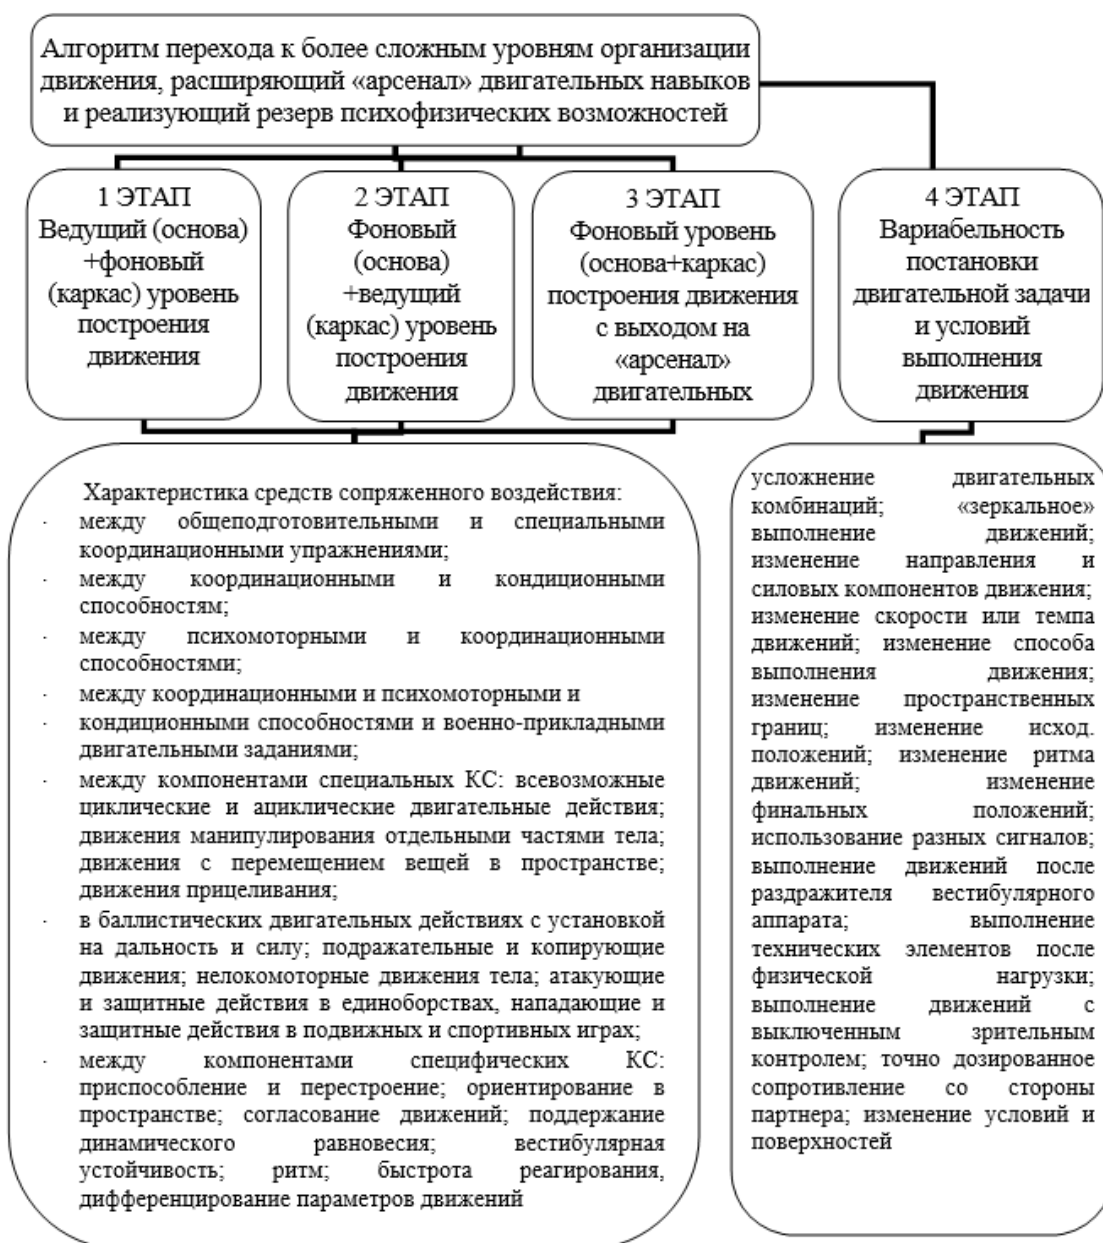 Алгоритм перехода к более сложным уровням организации
движения, расширяющий «арсенал» двигательных навыков
и реализующий резерв психофизических возможностей
1 ЭТАП
Ведущий (основа)
+фоновый
(каркас) уровень
построения
движения
2 ЭТАП
Фоновый
(основа)
+ведущий
(каркас) уровень
построения
движения
3 ЭТАП
Фоновый уровень
(основа+каркас)
построения движения
с выходом на
«арсенал»
двигательных
4 ЭТАП
Вариабельность
постановки
двигательной задачи
и условий
выполнения
движения
Характеристика средств сопряженного воздействия:
· между общеподготовительными и специальными
координационными упражнениями;
· между координационными и кондиционными
способностям;
· между психомоторными и координационными
способностями;
· между координационными и психомоторными и
· кондиционными способностями и военно-прикладными
двигательными заданиями;
· между компонентами специальных КС: всевозможные
циклические и ациклические двигательные действия;
движения манипулирования отдельными частями тела;
движения с перемещением вещей в пространстве;
движения прицеливания;
· в баллистических двигательных действиях с установкой
на дальность и силу; подражательные и копирующие
движения; нелокомоторные движения тела; атакующие
и защитные действия в единоборствах, нападающие и
защитные действия в подвижных и спортивных играх;
· между компонентами специфических КС:
приспособление и перестроение; ориентирование в
пространстве; согласование движений; поддержание
динамического равновесия; вестибулярная
устойчивость; ритм; быстрота реагирования,
дифференцирование параметров движений
усложнение двигательных
комбинаций; «зеркальное»
выполнение движений;
изменение направления и
силовых компонентов движения;
изменение скорости или темпа
движений; изменение способа
выполнения движения;
изменение пространственных
границ; изменение исход.
положений; изменение ритма
движений; изменение
финальных положений;
использование разных сигналов;
выполнение движений после
раздражителя вестибулярного
аппарата; выполнение
технических элементов после
физической нагрузки;
выполнение движений с
выключенным зрительным
контролем; точно дозированное
сопротивление со стороны
партнера; изменение условий и
поверхностей